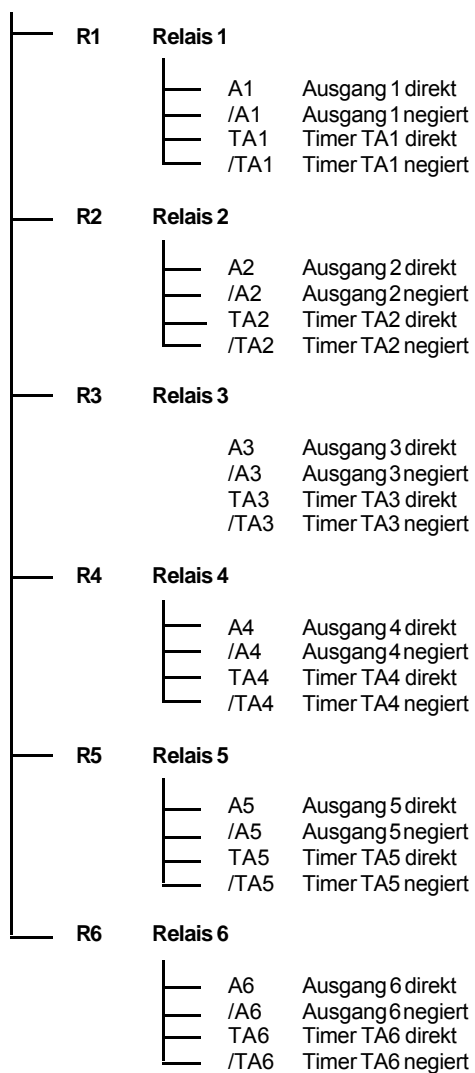 R1 Relais 1
A1 Ausgang 1 direkt
/A1 Ausgang 1 negiert
TA1 Timer TA1 direkt
/TA1 Timer TA1 negiert
R2 Relais 2
A2 Ausgang 2 direkt
/A2 Ausgang 2 negiert
TA2 Timer TA2 direkt
/TA2 Timer TA2 negiert
R3 Relais 3
A3 Ausgang 3 direkt
/A3 Ausgang 3 negiert
TA3 Timer TA3 direkt
/TA3 Timer TA3 negiert
R4 Relais 4
A4 Ausgang 4 direkt
/A4 Ausgang 4 negiert
TA4 Timer TA4 direkt
/TA4 Timer TA4 negiert
R5 Relais 5
A5 Ausgang 5 direkt
/A5 Ausgang 5 negiert
TA5 Timer TA5 direkt
/TA5 Timer TA5 negiert
R6 Relais 6
A6 Ausgang 6 direkt
/A6 Ausgang 6 negiert
TA6 Timer TA6 direkt
/TA6 Timer TA6 negiert